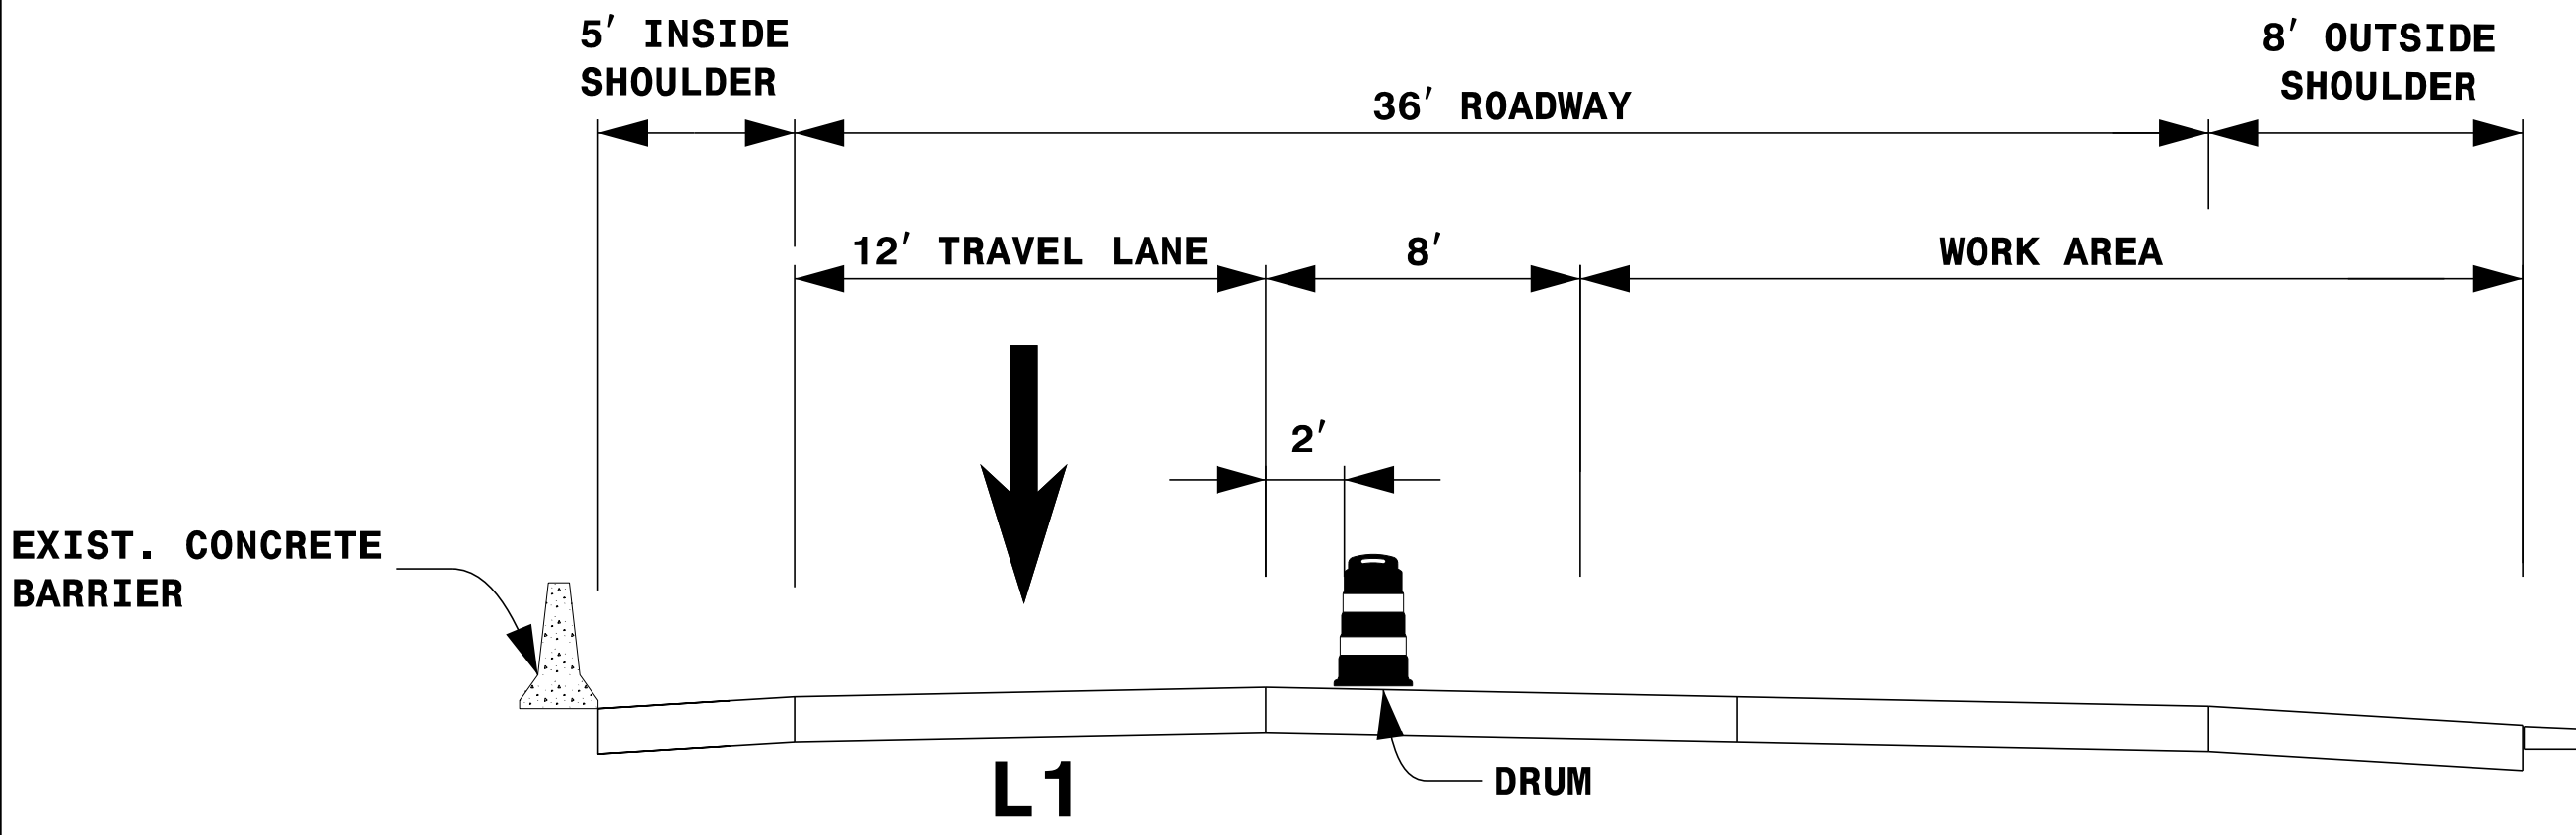 5' INSIDE
SHOULDER
36' ROADWAY
8' OUTSIDE
SHOULDER
12' TRAVEL LANE
8'
WORK AREA
2'
EXIST. CONCRETE
BARRIER
L1
DRUM